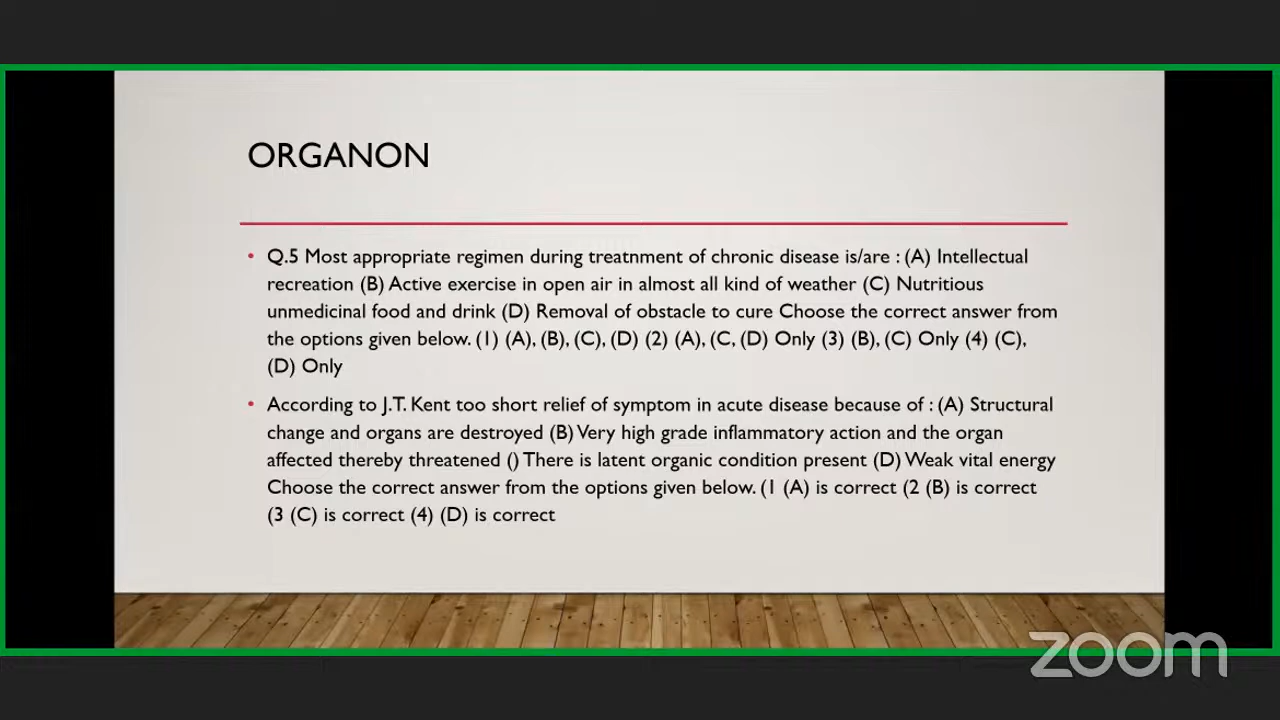 ORGANON
• Q.5 Most appropriate regimen during treatnment of chronic disease is/are : (A) Intellectual
recreation (B) Active exercise in open air in almost all kind of weather (C) Nutritious
unmedicinal food and drink (D) Removal of obstacle to cure Choose the correct answer from
the options given below. (1) (A), (B), (C), (D) (2) (A), (C, (D) Only (3) (B), (C) Only (4) (C),
(D) Only
• According to J.T. Kent too short relief of symptom in acute disease because of : (A) Structural
change and organs are destroyed (B) Very high grade inflammatory action and the organ
affected thereby threatened () There is latent organic condition present (D) Weak vital energy
Choose the correct answer from the options given below. (1 (A) is correct (2 (B) is correct
(3 (C) is correct (4) (D) is correct
zoom